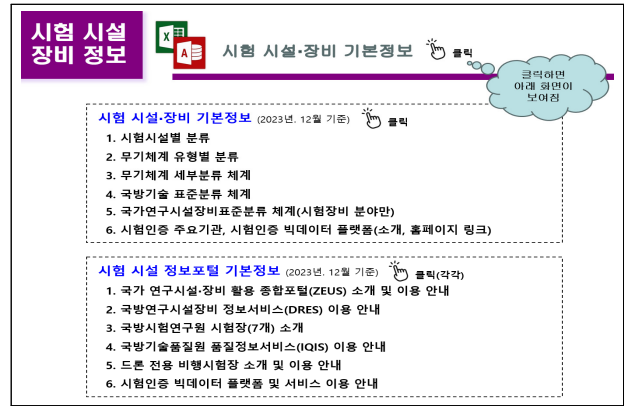 시험 시설
장비 정보
시험 시설·장비 기본정보 클릭
클릭하면
아래 화면이
보여짐
시험 시설·장비 기본정보 (2023년. 12월 기준) 클릭
1. 시험시설별 분류
2. 무기체계 유형별 분류
3. 무기체계 세부분류 체계
4. 국방기술 표준분류 체계
5. 국가연구시설장비표준분류 체계(시험장비 분야만)
6. 시험인증 주요기관, 시험인증 빅데이터 플랫폼(소개, 홈페이지 링크)
시험 시설 정보포털 기본정보 (2023년. 12월 기준) 클릭(각각)
1. 국가 연구시설·장비 활용 종합포털(ZEUS) 소개 및 이용 안내
2. 국방연구시설장비 정보서비스(DRES) 이용 안내
3. 국방시험연구원 시험장(7개) 소개
4. 국방기술품질원 품질정보서비스(IQIS) 이용 안내
5. 드론 전용 비행시험장 소개 및 이용 안내
6. 시험인증 빅데이터 플랫폼 및 서비스 이용 안내